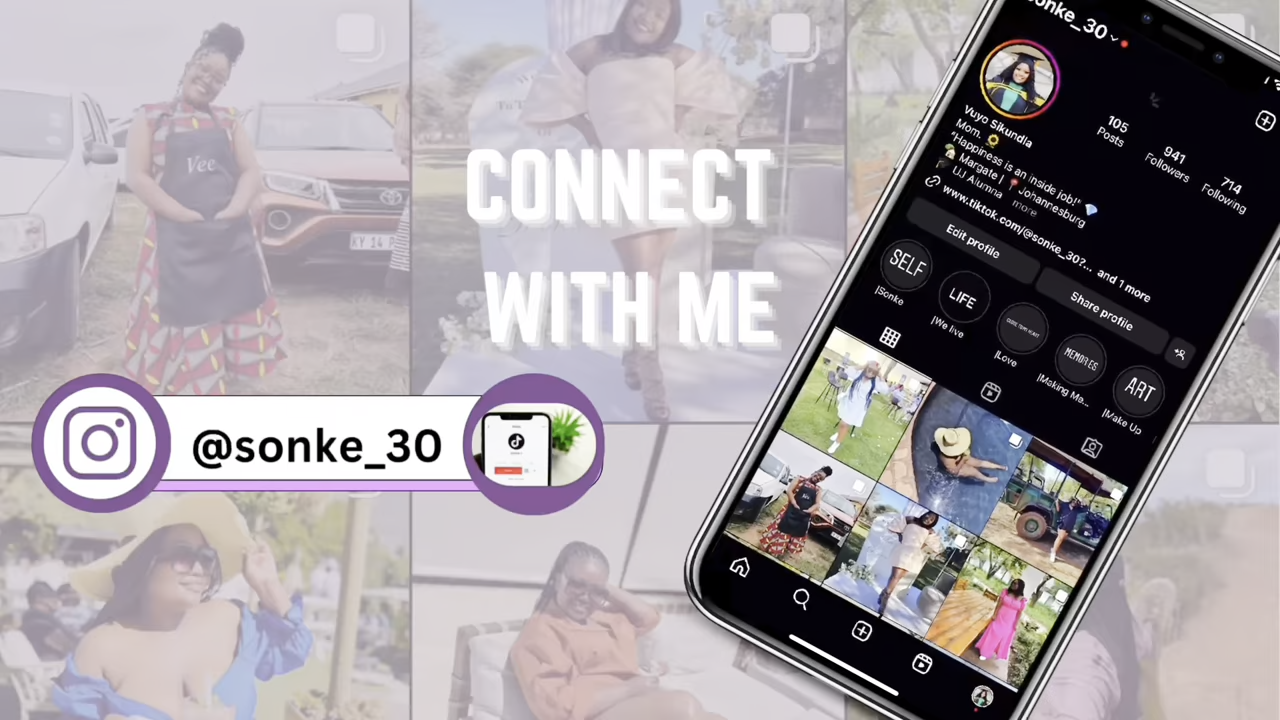 CONNECT
WITH ME
@sonke_30
sonke_30
105
Posts
941
Followers
714
Following
Vuyo Sikundla
Mom. 🌻
"Happiness is an inside job!" 💎
Margate | 📍 Johannesburg
UJ Alumna
more
www.tiktok.com/@sonke_30?... and 1 more
Edit profile
Share profile
SELF
LIFE
MEMORIES
ART
|Sonke
|We live
|Love
|Making Me...
|Make Up
Vee